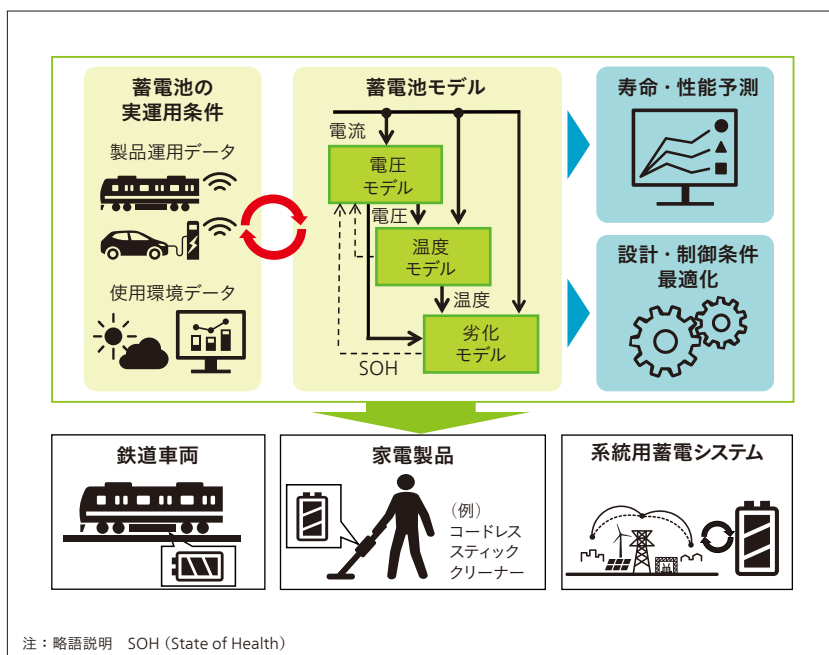 蓄電池の
実運用条件
製品運用データ
使用環境データ
蓄電池モデル
電流
電圧
モデル
電圧
温度
モデル
温度
劣化
モデル
SOH
寿命・性能予測
設計・制御条件
最適化
鉄道車両
家電製品
(例)
コードレス
スティック
クリーナー
系統用蓄電システム
注:略語説明 SOH(State of Health)